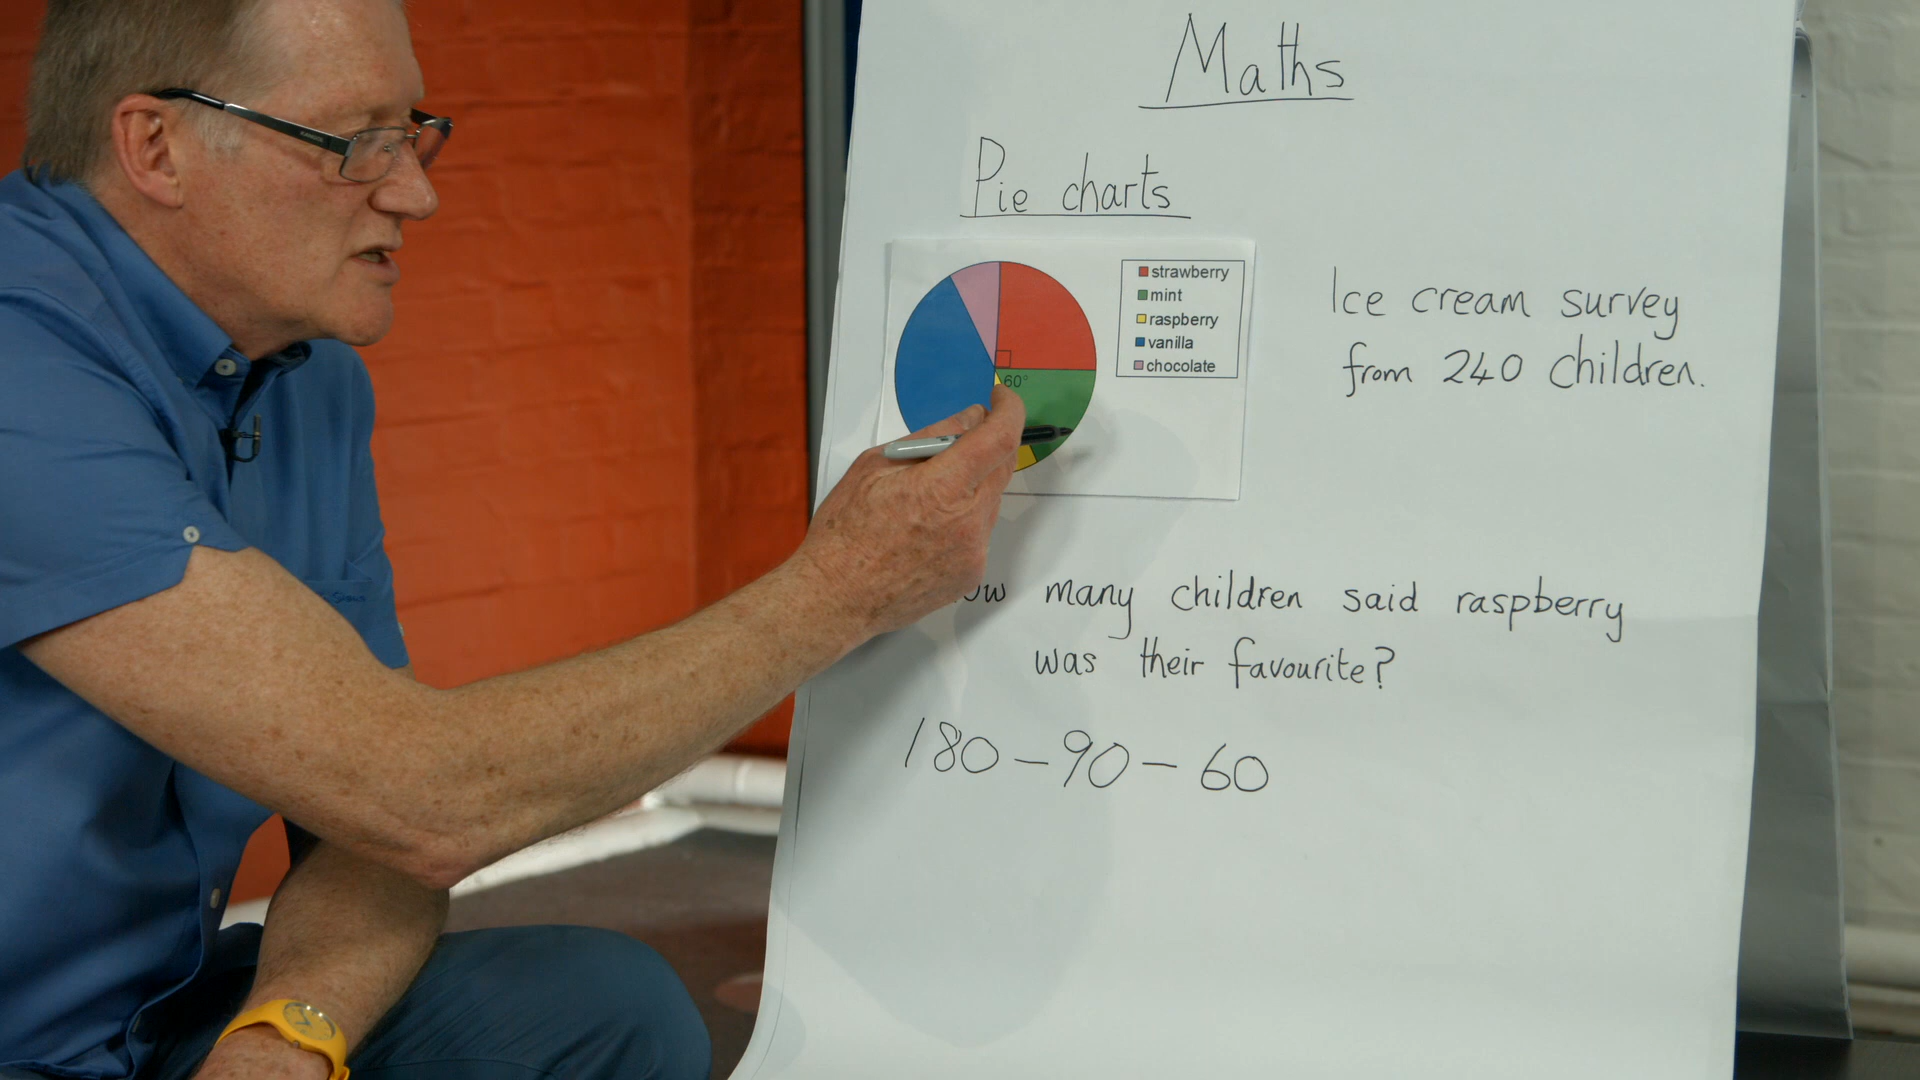 Maths
Pie charts
strawberry
mint
raspberry
vanilla
chocolate
60°
Ice cream survey
from 240 children.
many children said raspberry
was their favourite?
180 – 90 – 60